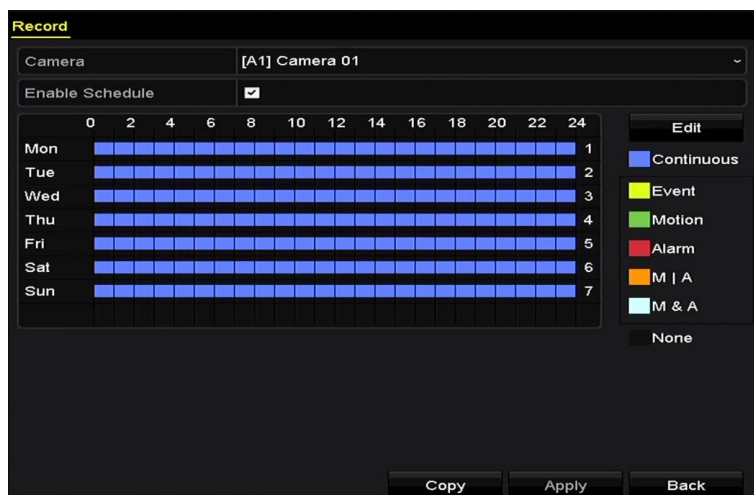 Record
Camera [A1] Camera 01
Enable Schedule
0 2 4 6 8 10 12 14 16 18 20 22 24
Edit
Mon 1
Continuous
Tue 2
Wed 3
Event
Thu 4
Motion
Fri 5
Alarm
Sat 6
M | A
Sun 7
M & A
None
Copy Apply Back